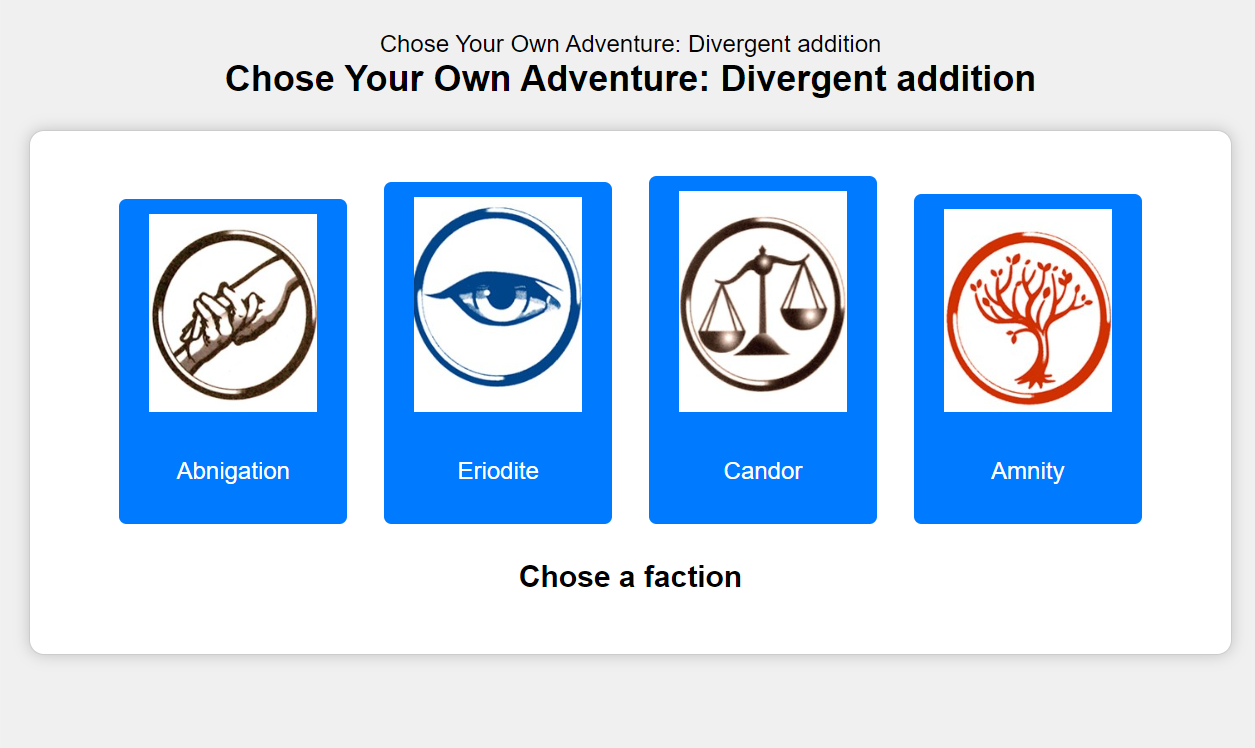 Chose Your Own Adventure: Divergent addition
Chose Your Own Adventure: Divergent addition
Abnigation
Eriodite
Candor
Amnity
Chose a faction